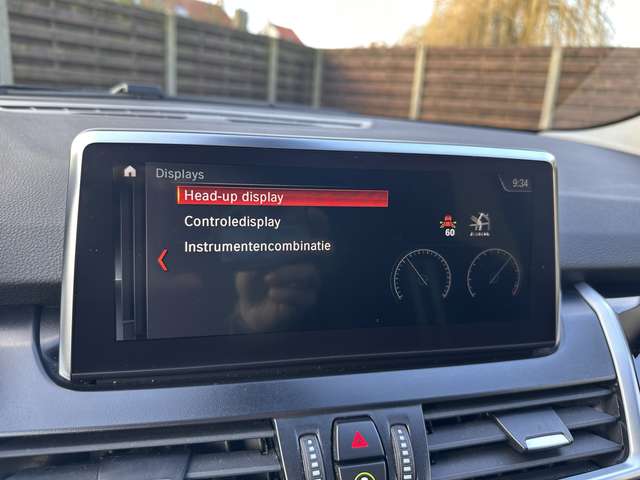 Displays
9:34
Head-up display
Controledisplay
60
Instrumentencombinatie